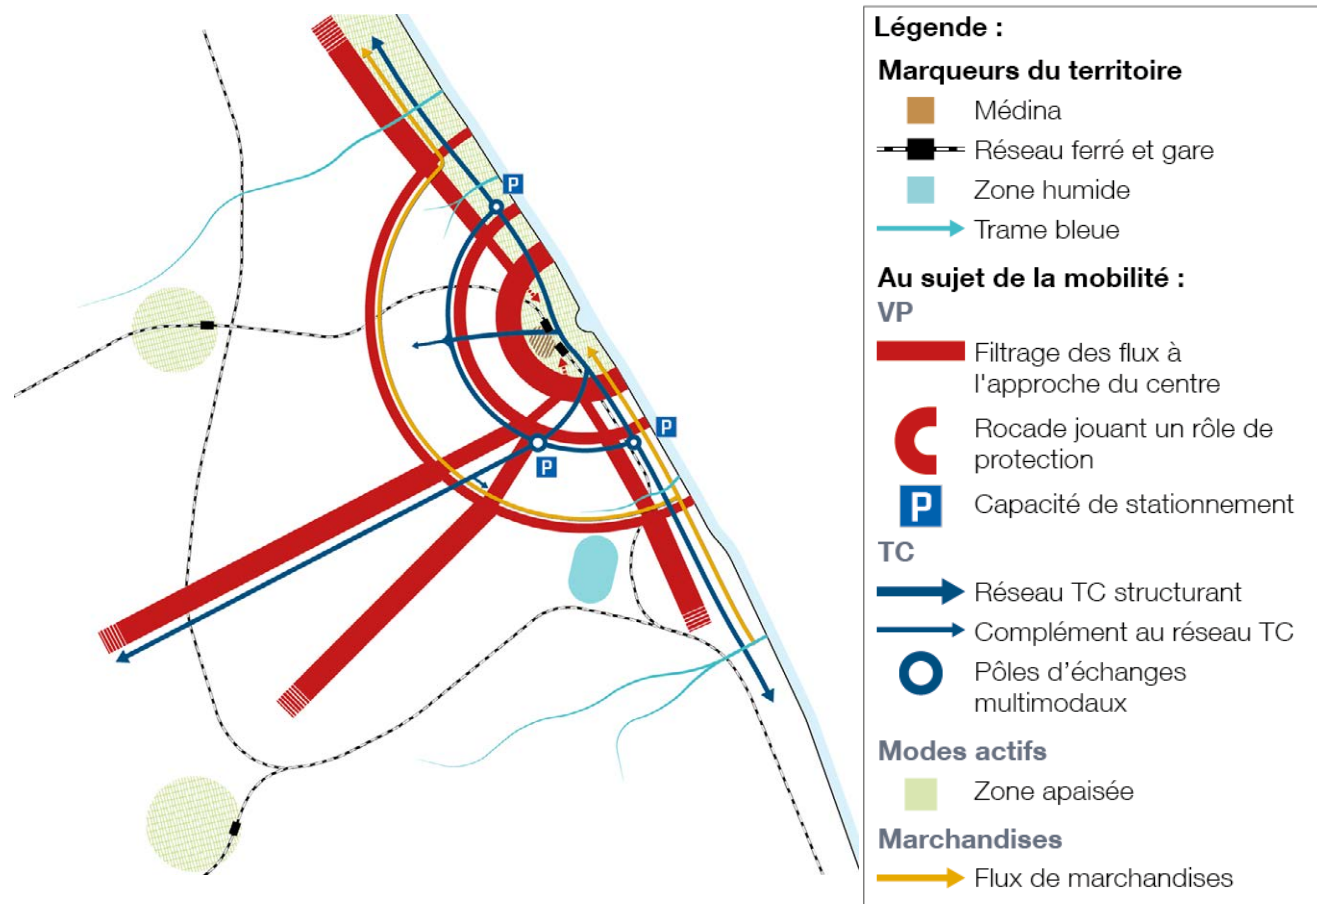 P
P
P
Légende :
Marqueurs du territoire
Médina
Réseau ferré et gare
Zone humide
Trame bleue
Au sujet de la mobilité :
VP
Filtrage des flux à
l'approche du centre
Rocade jouant un rôle de
protection
P
Capacité de stationnement
TC
Réseau TC structurant
Complément au réseau TC
Pôles d’échanges
multimodaux
Modes actifs
Zone apaisée
Marchandises
Flux de marchandises